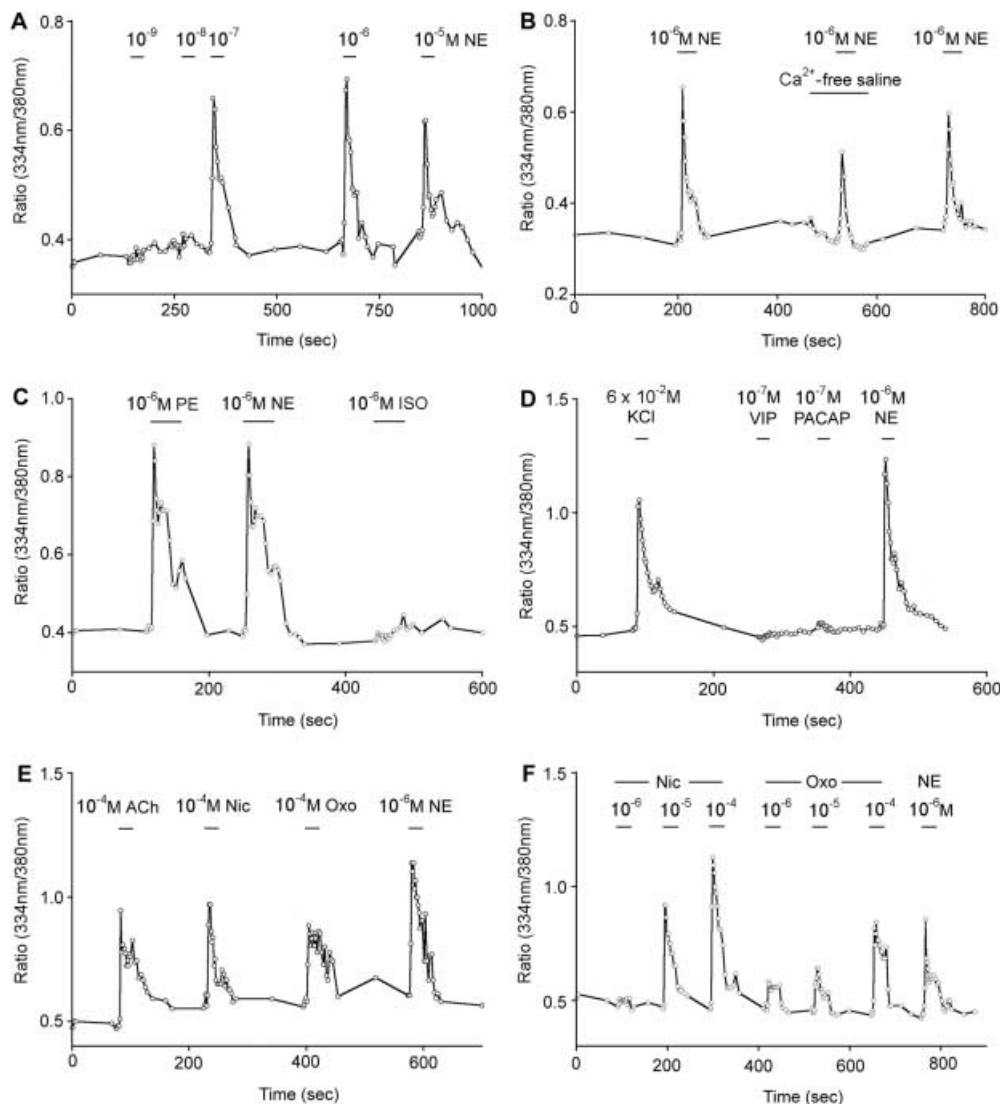 A
10⁻⁹ 10⁻⁸ 10⁻⁷ 10⁻⁶ 10⁻⁵M NE
0.8
0.6
0.4
Ratio (334nm/380nm)
0 250 500 750 1000
Time (sec)
B
10⁻⁶M NE 10⁻⁶M NE 10⁻⁶M NE
Ca²⁺-free saline
0.8
0.6
0.4
0.2
Ratio (334nm/380nm)
0 200 400 600 800
Time (sec)
C
10⁻⁶M PE 10⁻⁶M NE 10⁻⁶M ISO
1.0
0.8
0.6
0.4
Ratio (334nm/380nm)
0 200 400 600
Time (sec)
D
6 x 10⁻²M 10⁻⁷M 10⁻⁷M 10⁻⁶M
KCl VIP PACAP NE
1.5
1.0
0.5
Ratio (334nm/380nm)
0 200 400 600
Time (sec)
E
10⁻⁴M ACh 10⁻⁴M Nic 10⁻⁴M Oxo 10⁻⁶M NE
1.5
1.0
0.5
Ratio (334nm/380nm)
0 200 400 600
Time (sec)
F
Nic Oxo NE
10⁻⁶ 10⁻⁵ 10⁻⁴ 10⁻⁶ 10⁻⁵ 10⁻⁴ 10⁻⁶M
1.5
1.0
0.5
Ratio (334nm/380nm)
0 200 400 600 800
Time (sec)